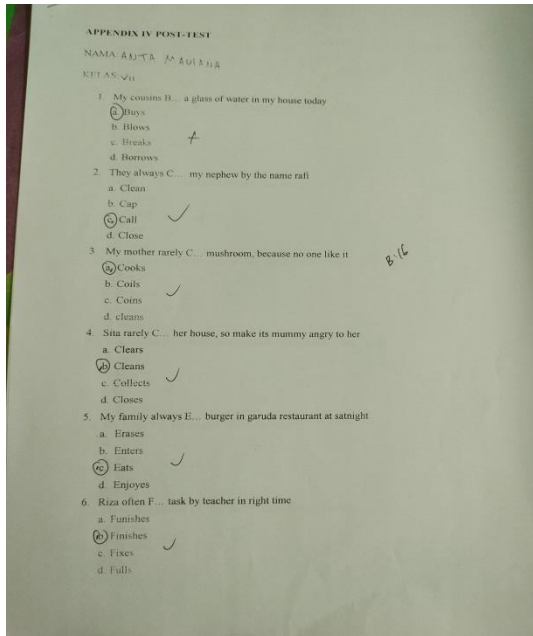 APPENDIX IV POST-TEST
NAMA: ANTA MAULANA
KELAS: VII
1. My cousins B... a glass of water in my house today
a. Buys
b. Blows
c. Breaks
d. Borrows
2. They always C... my nephew by the name rafi
a. Clean
b. Cap
c. Call
d. Close
3. My mother rarely C... mushroom, because no one like it
a. Cooks
b. Coils
c. Coins
d. cleans
B:16
4. Sita rarely C... her house, so make its mummy angry to her
a. Clears
b. Cleans
c. Collects
d. Closes
5. My family always E... burger in garuda restaurant at satnight
a. Erases
b. Enters
c. Eats
d. Enjoyes
6. Riza often F... task by teacher in right time
a. Funishes
b. Finishes
c. Fixes
d. Fulls